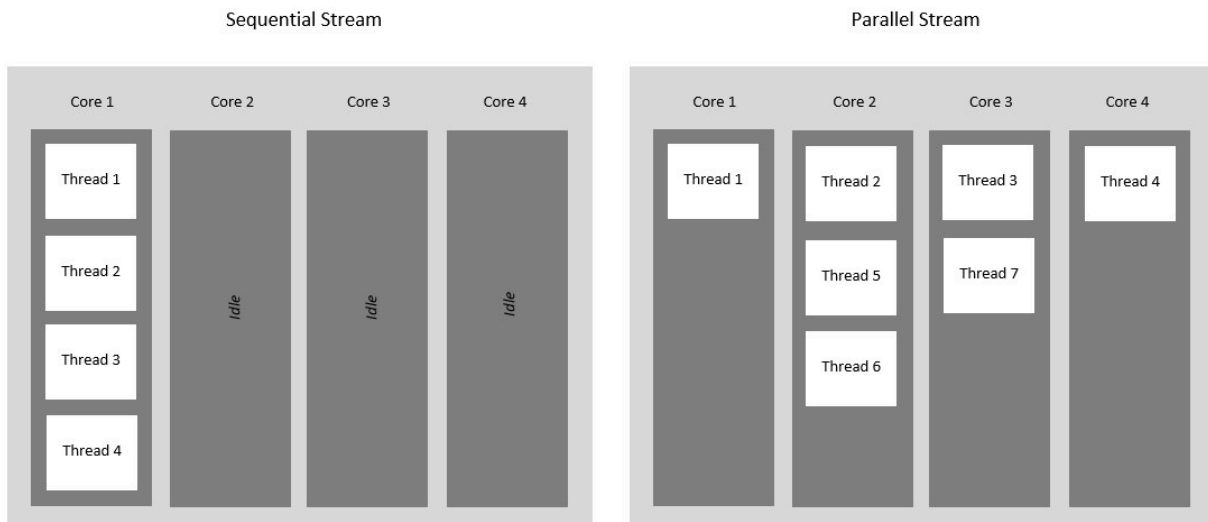 Sequential Stream
Core 1
Core 2
Core 3
Core 4
Thread 1
Thread 2
Thread 3
Thread 4
Idle
Idle
Idle
Parallel Stream
Core 1
Core 2
Core 3
Core 4
Thread 1
Thread 2
Thread 3
Thread 4
Thread 5
Thread 7
Thread 6